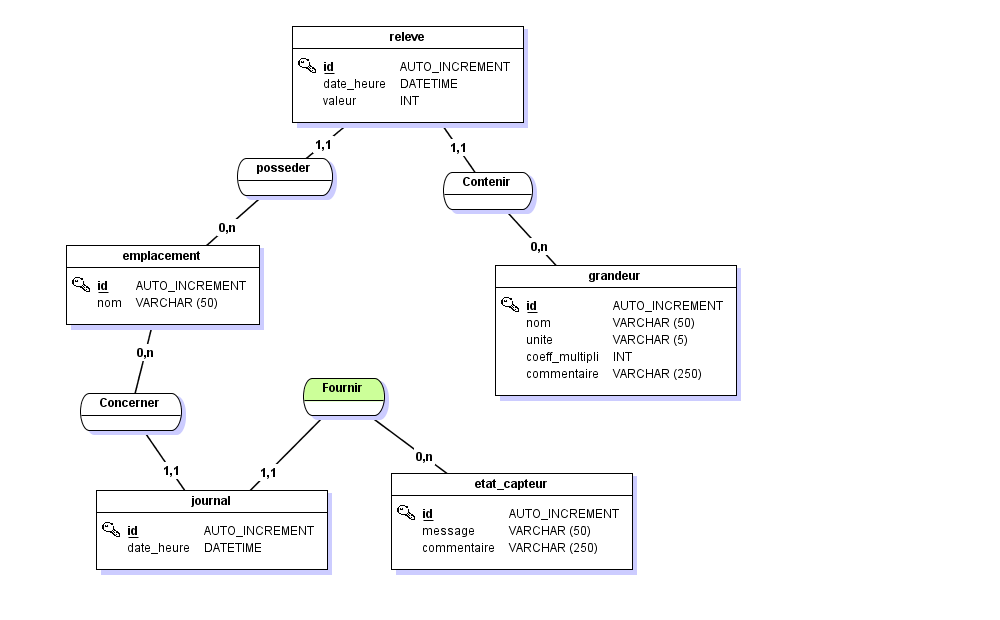 releve
id AUTO_INCREMENT
date_heure DATETIME
valeur INT
1,1
1,1
posseder
Contenir
0,n
0,n
emplacement
id AUTO_INCREMENT
nom VARCHAR (50)
grandeur
id AUTO_INCREMENT
nom VARCHAR (50)
unite VARCHAR (5)
coeff_multipli INT
commentaire VARCHAR (250)
0,n
Concerner
Fournir
1,1
1,1
0,n
journal
id AUTO_INCREMENT
date_heure DATETIME
etat_capteur
id AUTO_INCREMENT
message VARCHAR (50)
commentaire VARCHAR (250)